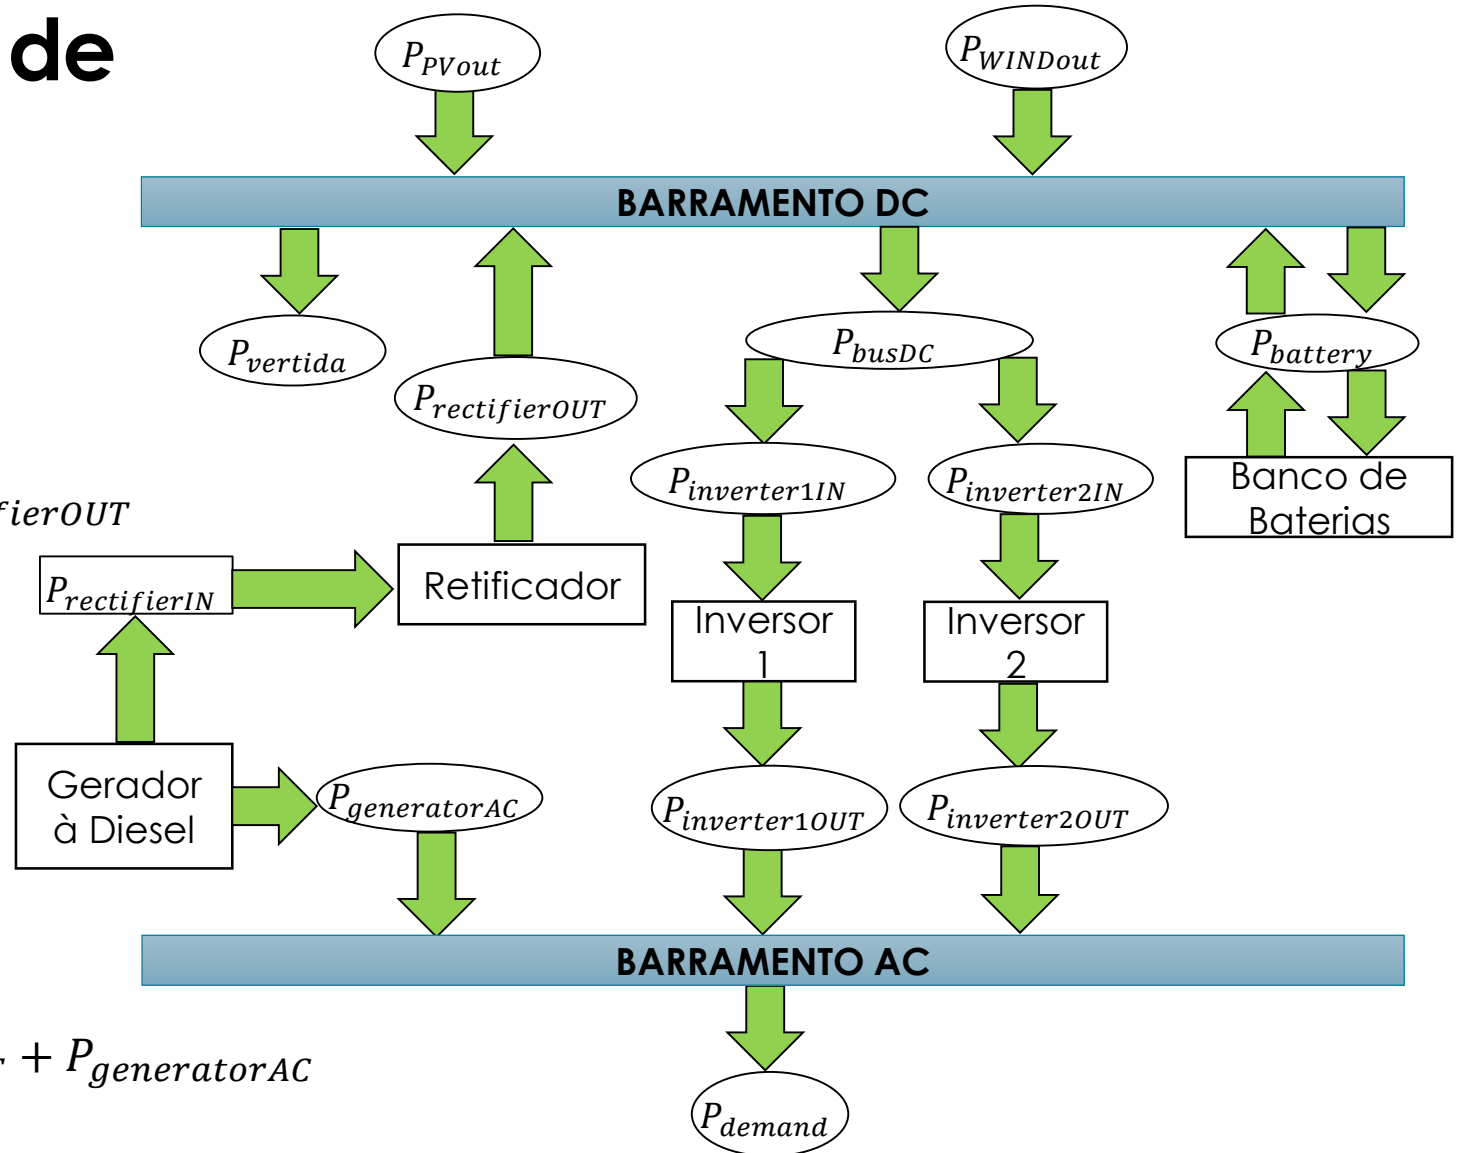 de
P_PVout
P_WINDout
BARRAMENTO DC
P_vertida
P_rectifierOUT
P_busDC
P_battery
P_inverter1IN
P_inverter2IN
Banco de
Baterias
fierOUT
P_rectifierIN
Retificador
Inversor
1
Inversor
2
Gerador
à Diesel
P_generatorAC
P_inverter1OUT
P_inverter2OUT
BARRAMENTO AC
+ P_generatorAC
P_demand